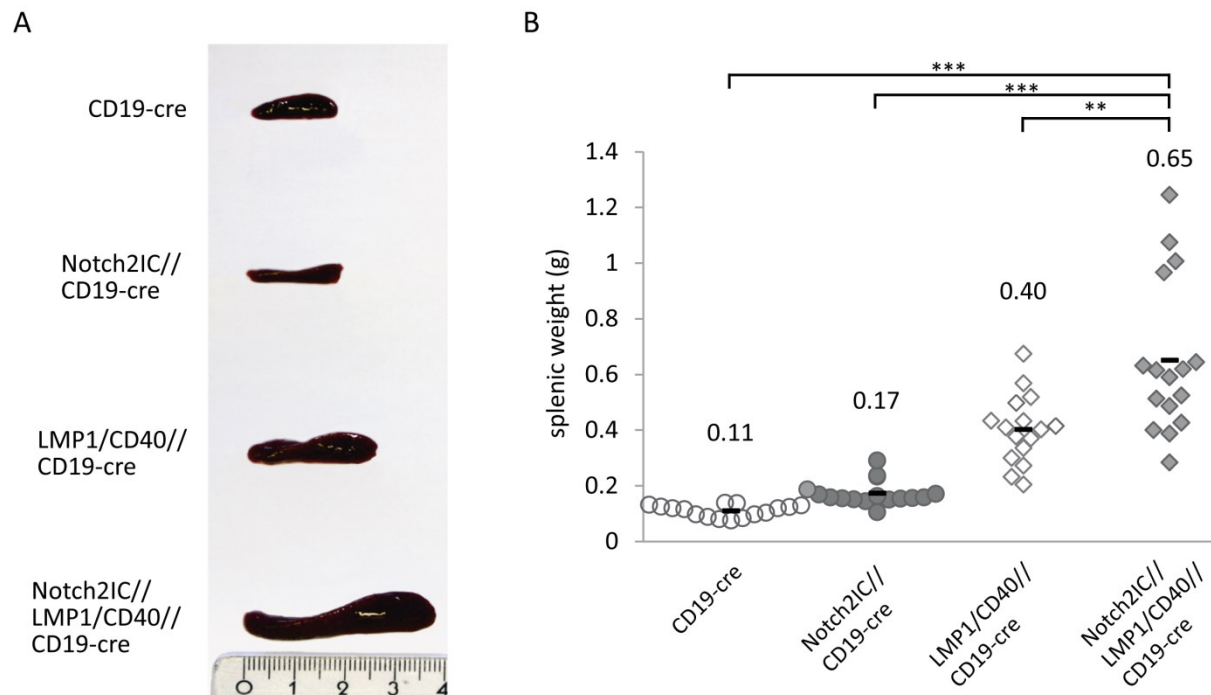 A
CD19-cre
Notch2IC//
CD19-cre
LMP1/CD40//
CD19-cre
Notch2IC//
LMP1/CD40//
CD19-cre
0 1 2 3 4
B
***
***
**
splenic weight (g)
1.4
1.2
1
0.8
0.6
0.4
0.2
0
0.11
0.17
0.40
0.65
CD19-cre
Notch2IC//
CD19-cre
LMP1/CD40//
CD19-cre
Notch2IC//
LMP1/CD40//
CD19-cre